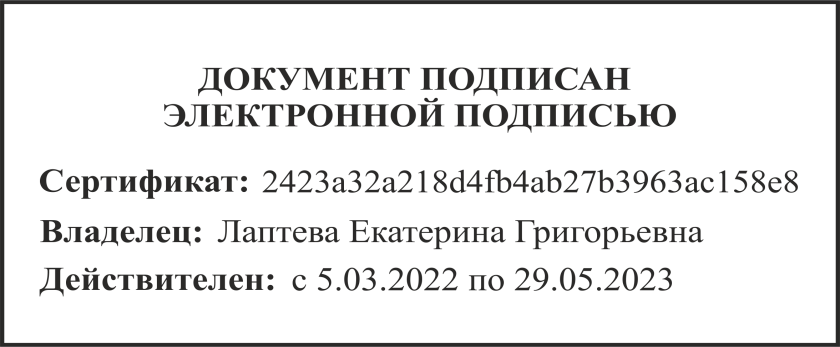 ДОКУМЕНТ ПОДПИСАН
ЭЛЕКТРОННОЙ ПОДПИСЬЮ
Сертификат: 2423a32a218d4fb4ab27b3963ac158e8
Владелец: Лаптева Екатерина Григорьевна
Действителен: с 5.03.2022 по 29.05.2023